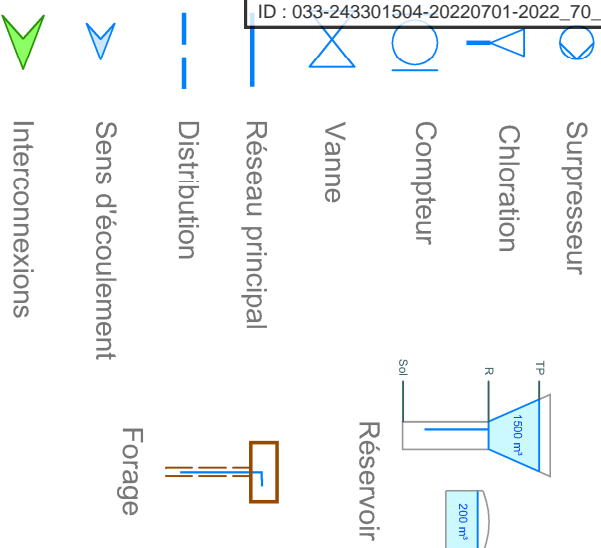 ID : 033-243301504-20220701-2022_70_
Surpresseur
Chloration
Compteur
Vanne
Réseau principal
Distribution
Sens d'écoulement
Interconnexions
TP
R
Sol
1500 m³
200 m³
Réservoir
Forage